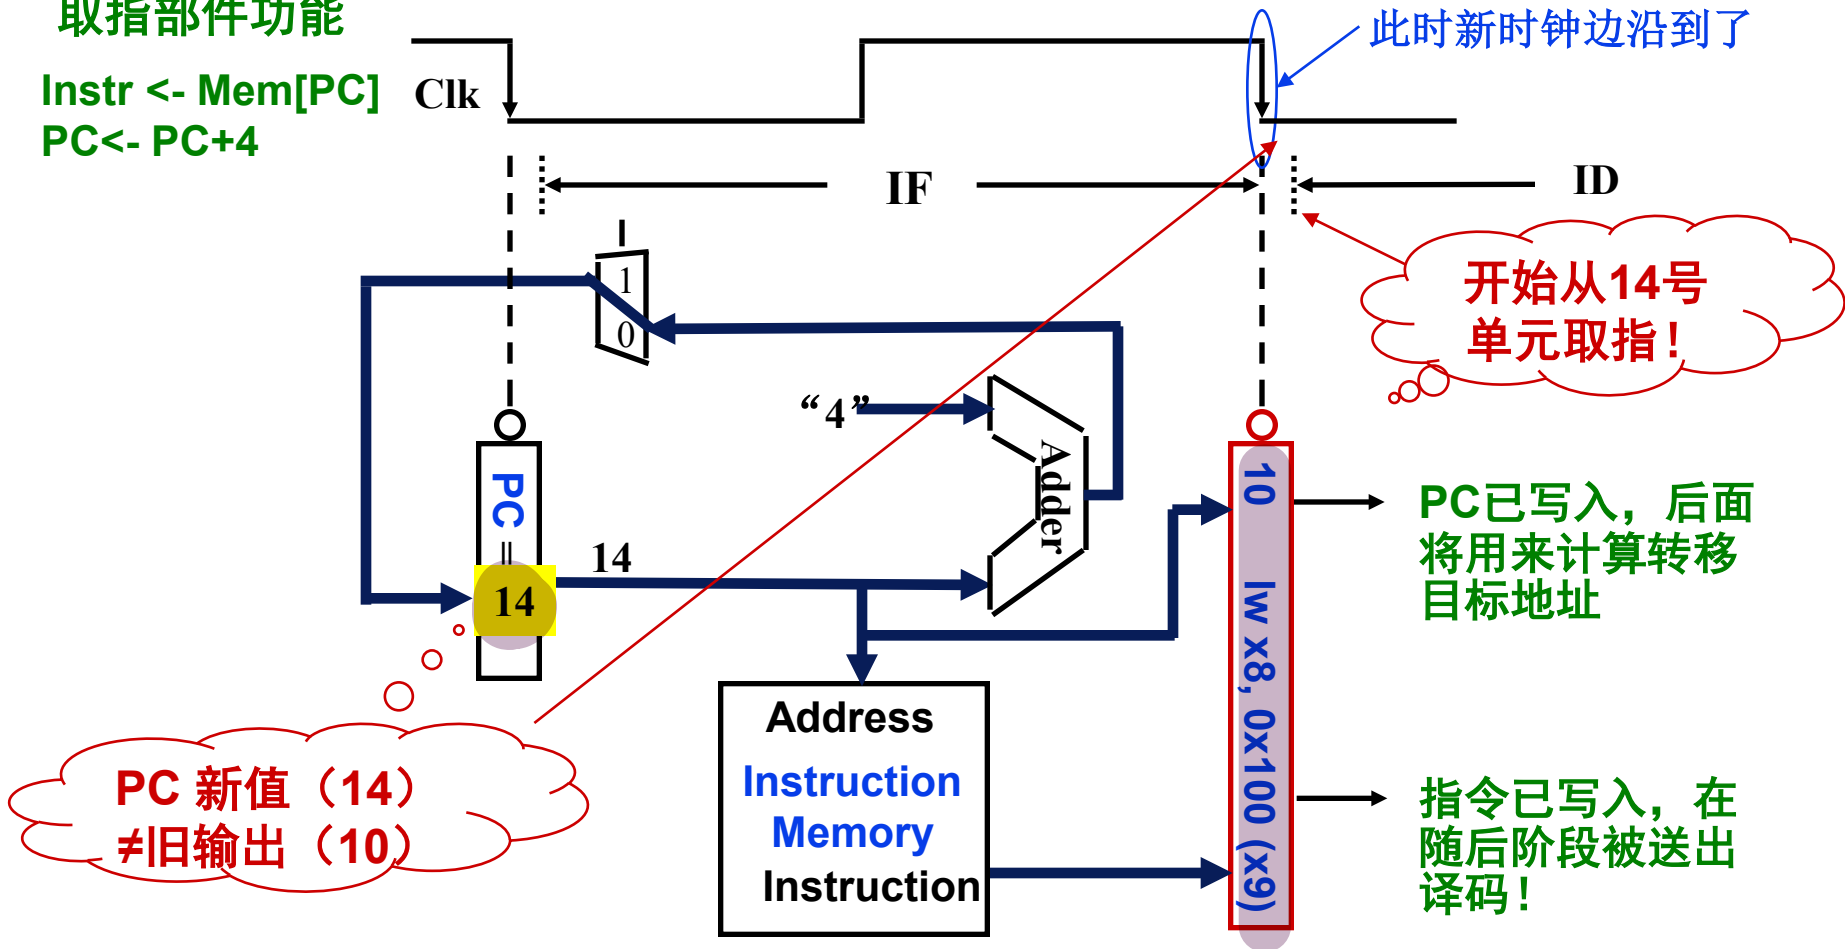 取指部件功能
Instr <- Mem[PC]
PC<- PC+4
Clk
此时新时钟边沿到了
IF
ID
开始从14号
单元取指！
1
0
“4”
Adder
PC =
14
14
10 lw x8, 0x100 (x9)
PC已写入，后面
将用来计算转移
目标地址
Address
Instruction
Memory
Instruction
PC 新值（14）
≠旧输出（10）
指令已写入，在
随后阶段被送出
译码！